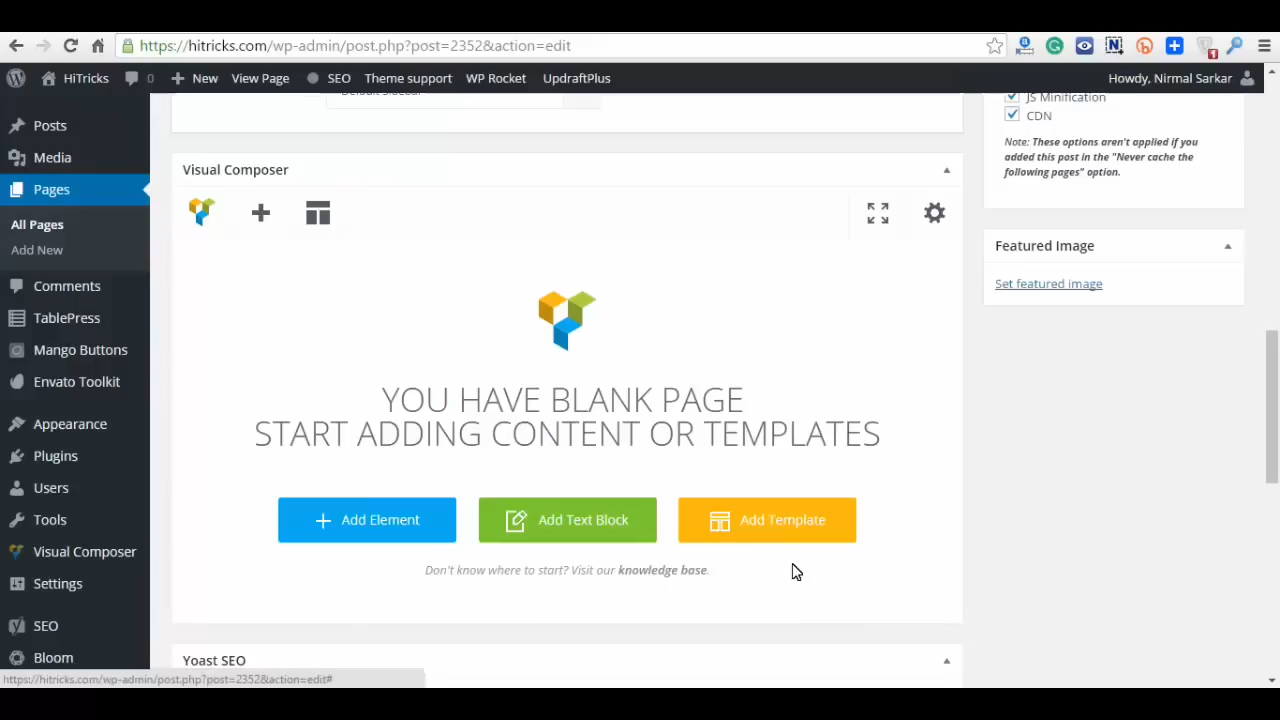 https://hitricks.com/wp-admin/post.php?post=2352&action=edit
HiTricks 0 New View Page SEO Theme support WP Rocket UpdraftPlus Howdy, Nirmal Sarkar
Posts
Media
Pages
All Pages
Add New
Comments
TablePress
Mango Buttons
Envato Toolkit
Appearance
Plugins
Users
Tools
Visual Composer
Settings
SEO
Bloom
Default Sidebar
Visual Composer
YOU HAVE BLANK PAGE
START ADDING CONTENT OR TEMPLATES
Add Element Add Text Block Add Template
Don't know where to start? Visit our knowledge base.
Yoast SEO
JS Minification
CDN
Note: These options aren't applied if you
added this post in the "Never cache the
following pages" option.
Featured Image
Set featured image
https://hitricks.com/wp-admin/post.php?post=2352&action=edit#